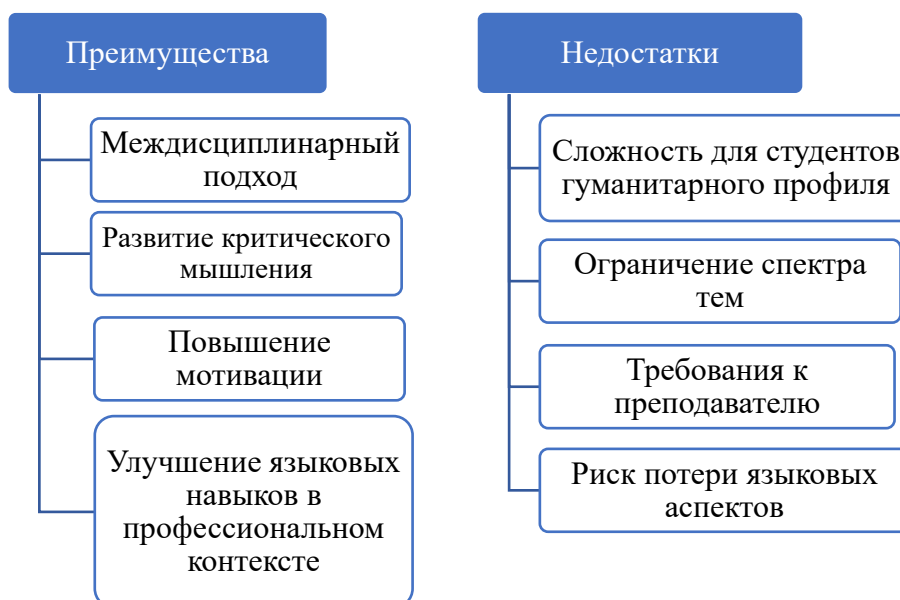 Преимущества
Междисциплинарный
подход
Развитие критического
мышления
Повышение
мотивации
Улучшение языковых
навыков в
профессиональном
контексте
Недостатки
Сложность для студентов
гуманитарного профиля
Ограничение спектра
тем
Требования к
преподавателю
Риск потери языковых
аспектов